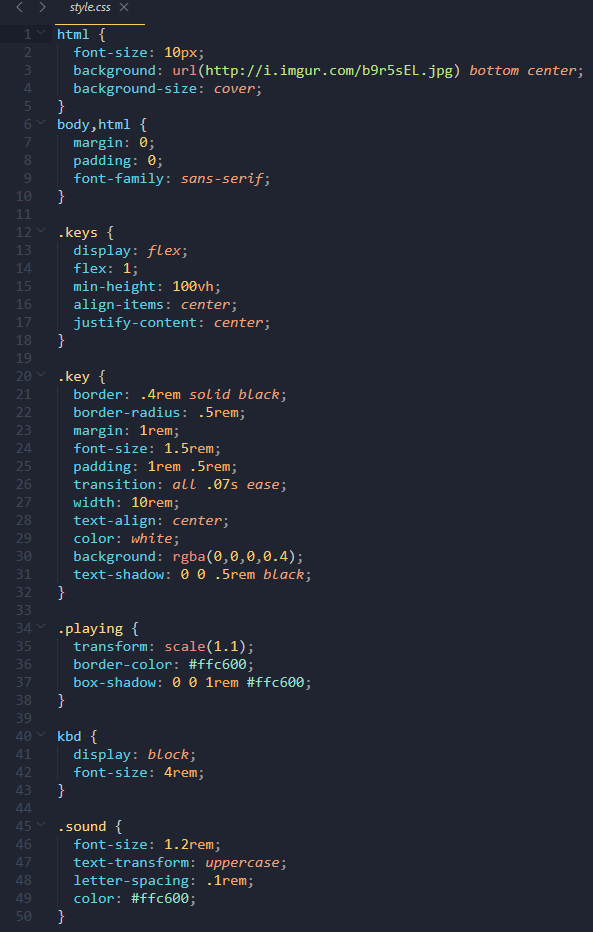 style.css
1 html {
2   font-size: 10px;
3   background: url(http://i.imgur.com/b9r5sEL.jpg) bottom center;
4   background-size: cover;
5 }
6 body,html {
7   margin: 0;
8   padding: 0;
9   font-family: sans-serif;
10 }
11
12 .keys {
13   display: flex;
14   flex: 1;
15   min-height: 100vh;
16   align-items: center;
17   justify-content: center;
18 }
19
20 .key {
21   border: .4rem solid black;
22   border-radius: .5rem;
23   margin: 1rem;
24   font-size: 1.5rem;
25   padding: 1rem .5rem;
26   transition: all .07s ease;
27   width: 10rem;
28   text-align: center;
29   color: white;
30   background: rgba(0,0,0,0.4);
31   text-shadow: 0 0 .5rem black;
32 }
33
34 .playing {
35   transform: scale(1.1);
36   border-color: #ffc600;
37   box-shadow: 0 0 1rem #ffc600;
38 }
39
40 kbd {
41   display: block;
42   font-size: 4rem;
43 }
44
45 .sound {
46   font-size: 1.2rem;
47   text-transform: uppercase;
48   letter-spacing: .1rem;
49   color: #ffc600;
50 }